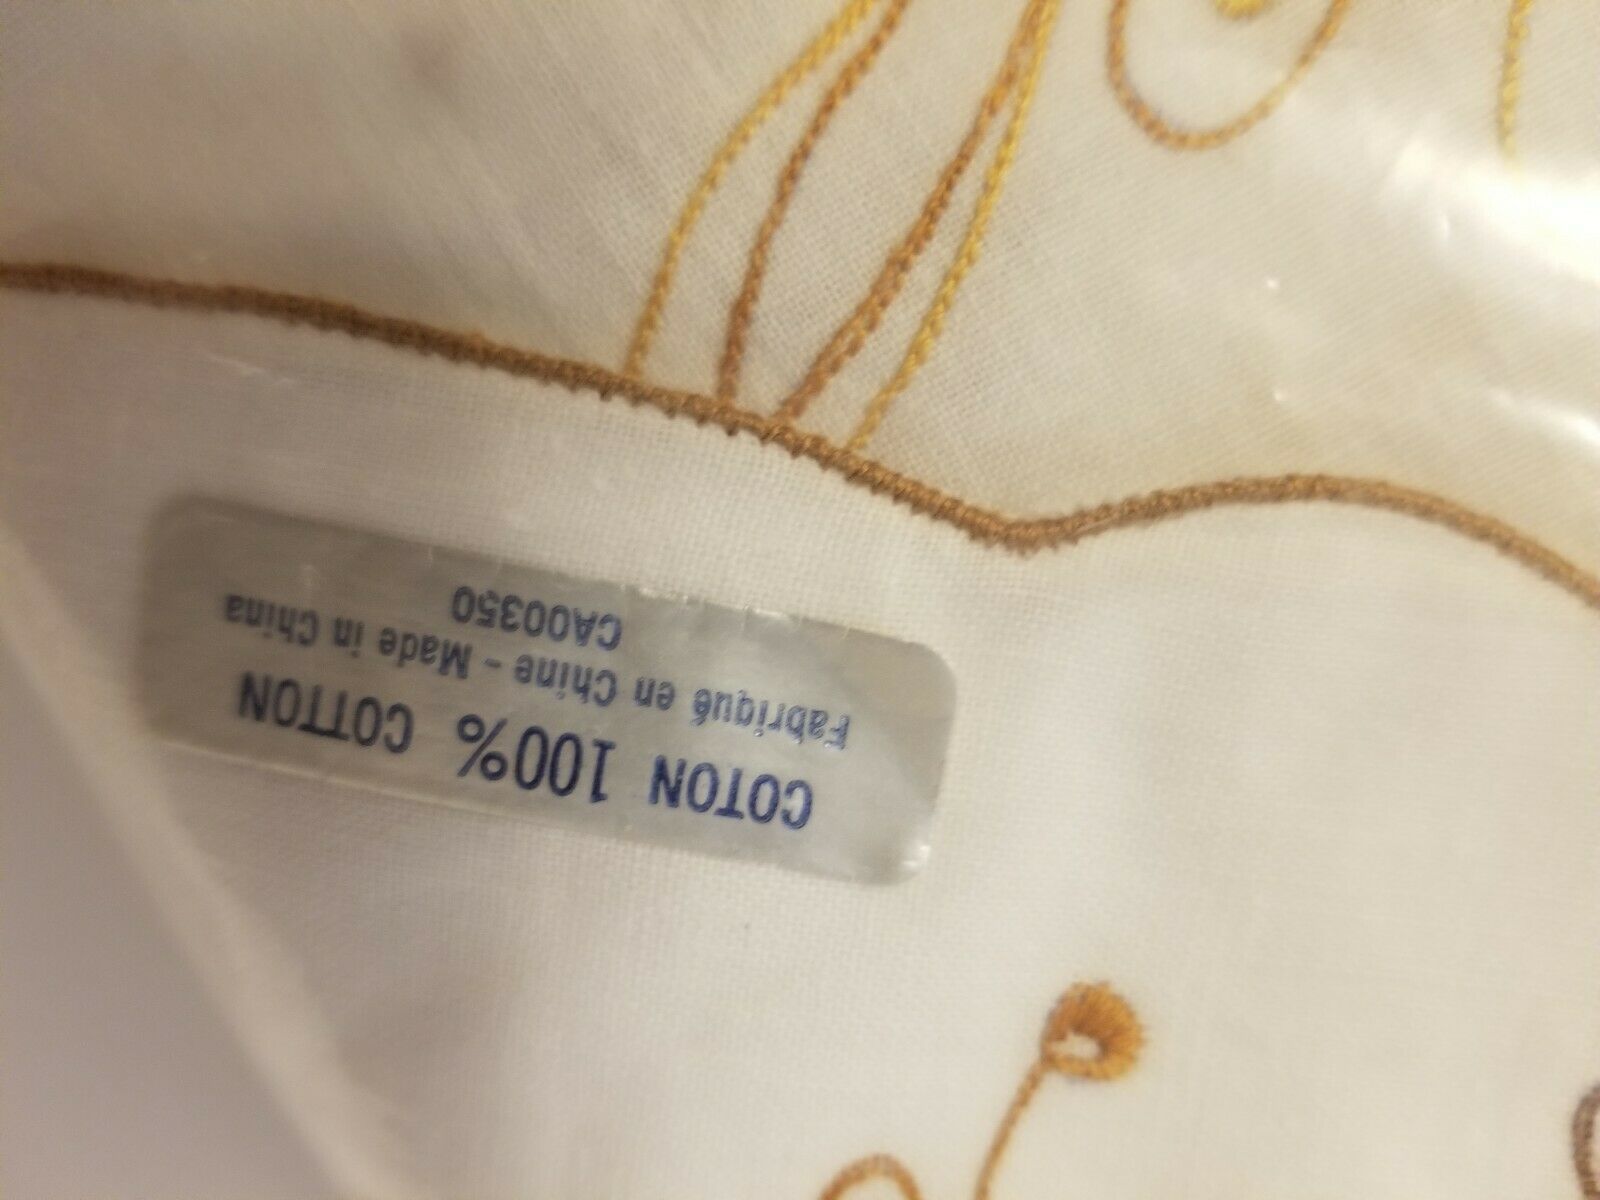 COTON 100% COTTON
Fabriqué en Chine - Made in China
CA00350